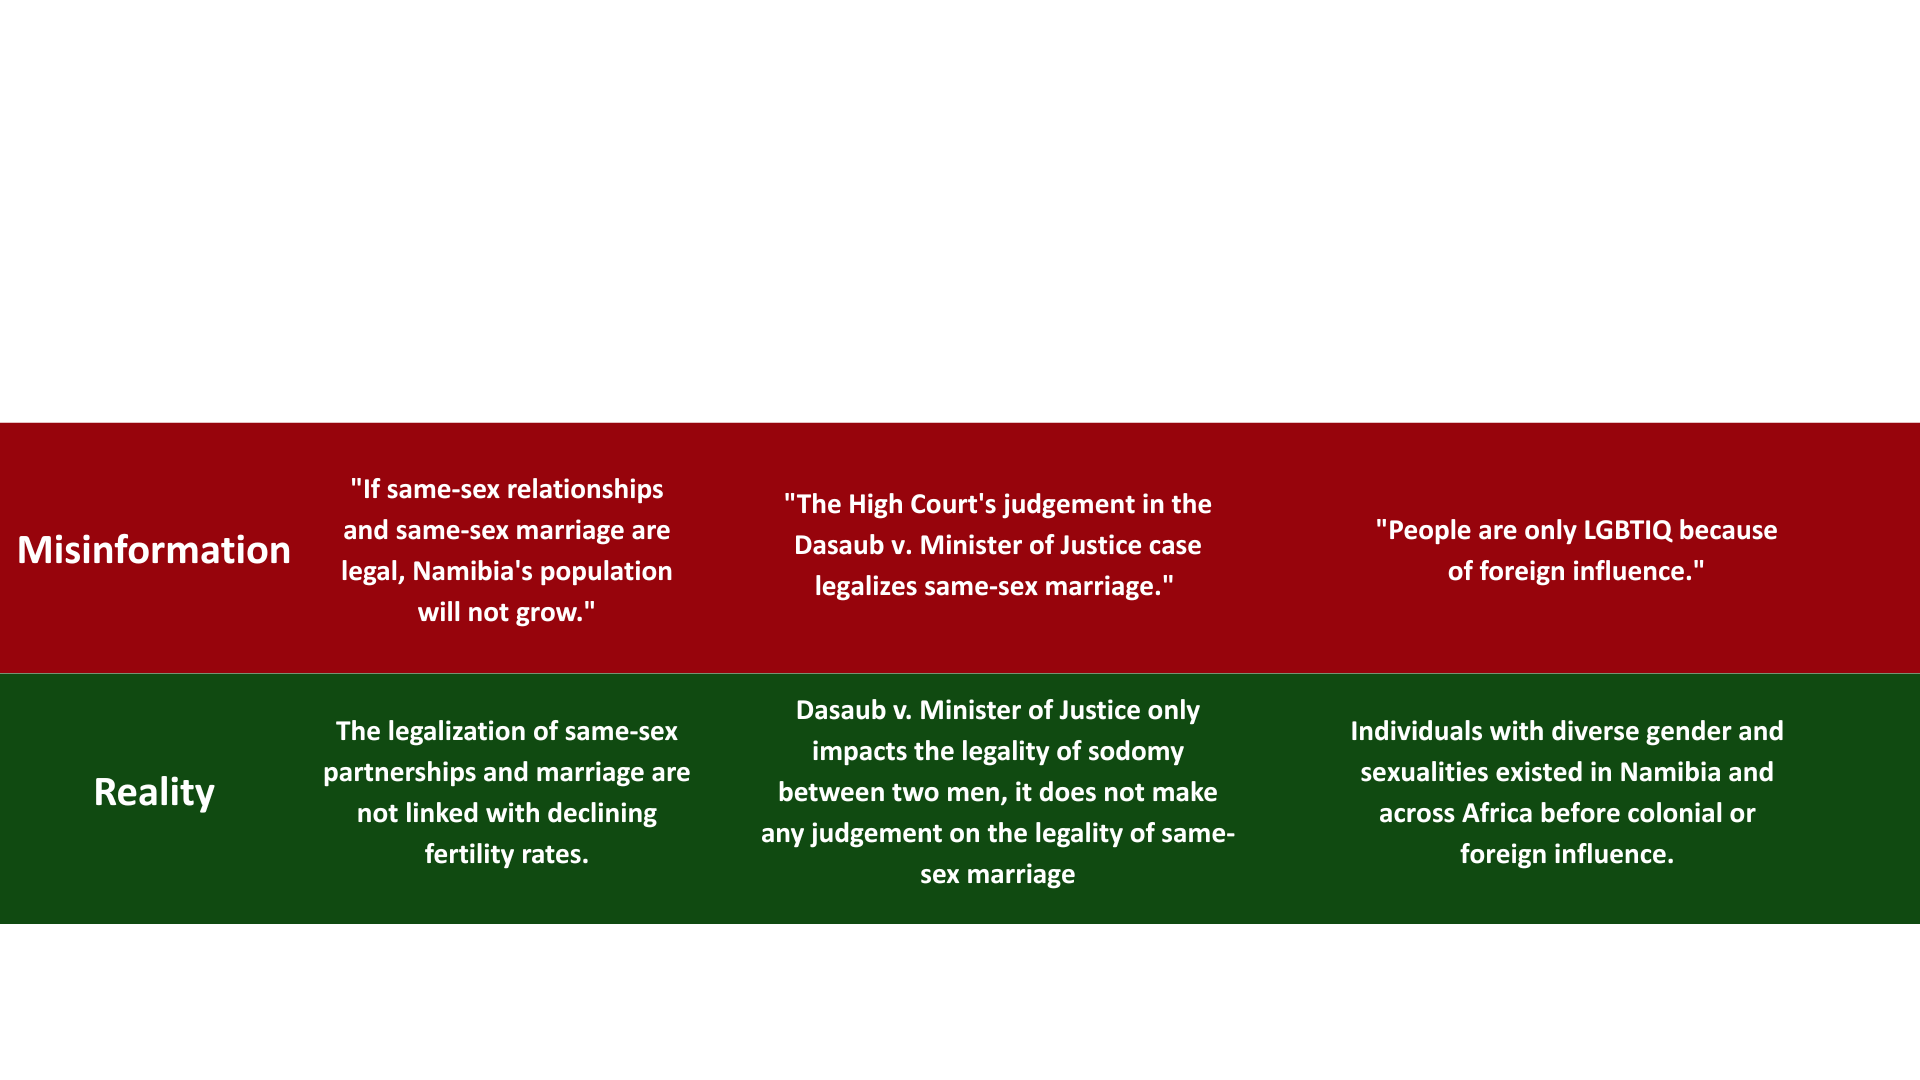 Misinformation
"If same-sex relationships
and same-sex marriage are
legal, Namibia's population
will not grow."
"The High Court's judgement in the
Dasaub v. Minister of Justice case
legalizes same-sex marriage."
"People are only LGBTIQ because
of foreign influence."
Reality
The legalization of same-sex
partnerships and marriage are
not linked with declining
fertility rates.
Dasaub v. Minister of Justice only
impacts the legality of sodomy
between two men, it does not make
any judgement on the legality of same-
sex marriage
Individuals with diverse gender and
sexualities existed in Namibia and
across Africa before colonial or
foreign influence.